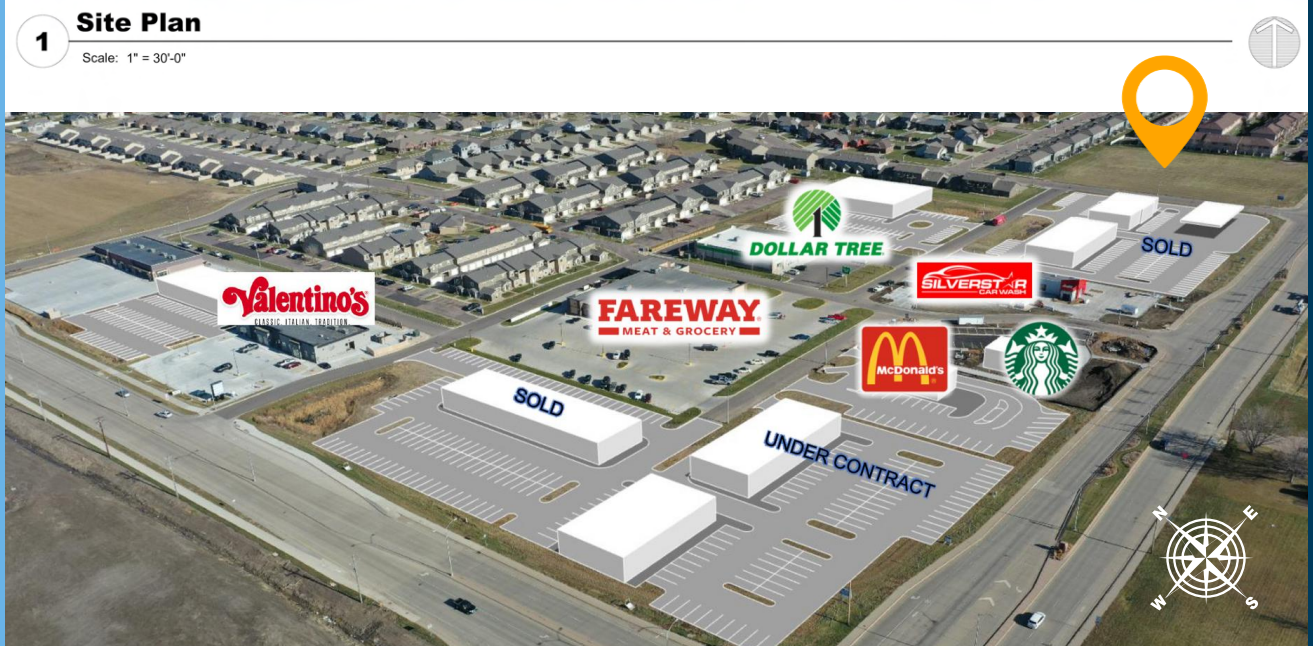 1
Site Plan
Scale: 1" = 30'-0"
DOLLAR TREE
SOLD
SILVERSTAR
CAR WASH
Valentino's
CLASSIC ITALIAN TRADITION
FAREWAY
MEAT & GROCERY
McDonald's
SOLD
UNDER CONTRACT
N
E
W
S